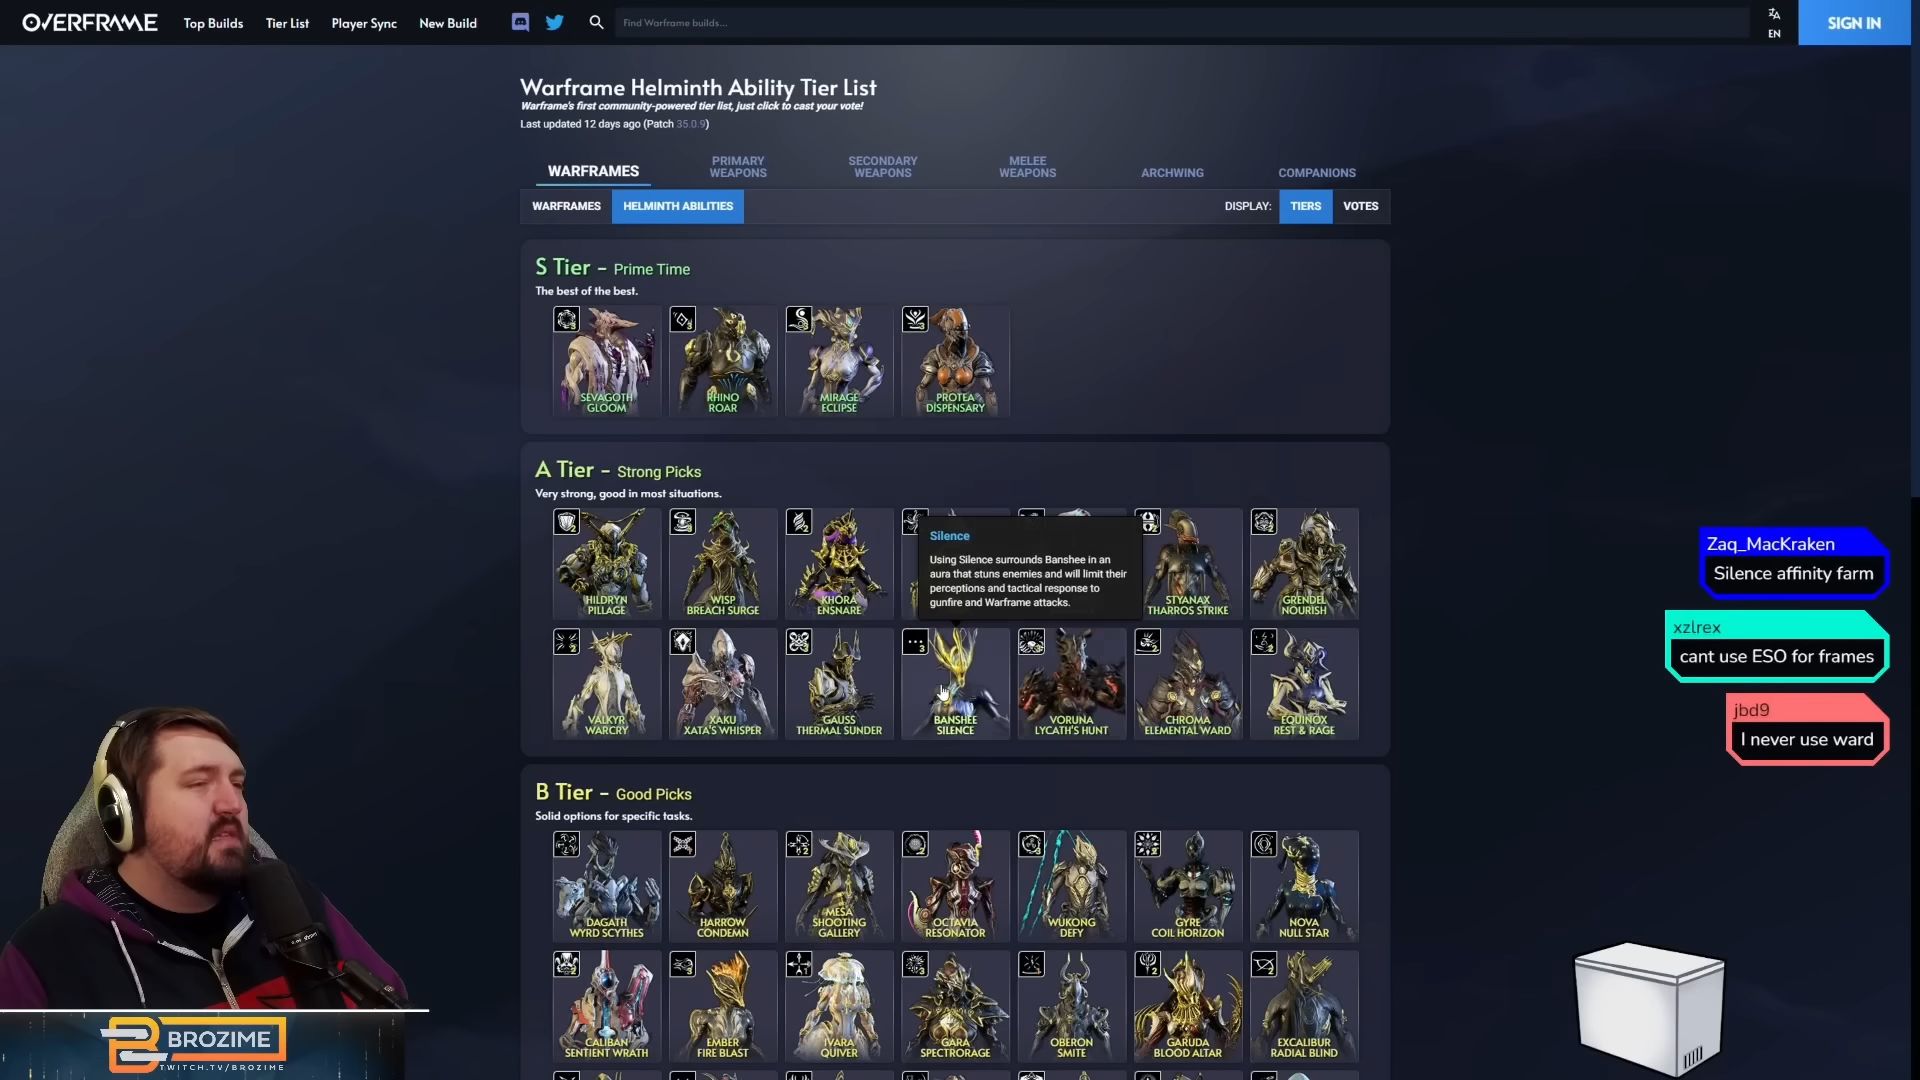 OVERFRAME
Top Builds
Tier List
Player Sync
New Build
Find Warframe builds...
EN
SIGN IN
Warframe Helminth Ability Tier List
Warframe's first community-powered tier list, just click to cast your vote!
Last updated 12 days ago (Patch 35.0.9)
WARFRAMES
PRIMARY
WEAPONS
SECONDARY
WEAPONS
MELEE
WEAPONS
ARCHWING
COMPANIONS
WARFRAMES
HELMINTH ABILITIES
DISPLAY:
TIERS
VOTES
S Tier - Prime Time
The best of the best.
SEVAGOTH
GLOOM
RHINO
ROAR
MIRAGE
ECLIPSE
PROTEA
DISPENSARY
A Tier - Strong Picks
Very strong, good in most situations.
HILDRYN
PILLAGE
WISP
BREACH SURGE
KHORA
ENSNARE
Silence
Using Silence surrounds Banshee in an
aura that stuns enemies and will limit their
perceptions and tactical response to
gunfire and Warframe attacks.
STYANAX
THARROS STRIKE
GRENDEL
NOURISH
VALKYR
WARCRY
XAKU
XATA'S WHISPER
GAUSS
THERMAL SUNDER
BANSHEE
SILENCE
VORUNA
LYCATH'S HUNT
CHROMA
ELEMENTAL WARD
EQUINOX
REST & RAGE
B Tier - Good Picks
Solid options for specific tasks.
DAGATH
WYRD SCYTHES
HARROW
CONDEMN
MESA
SHOOTING
GALLERY
OCTAVIA
RESONATOR
WUKONG
DEFY
GYRE
COIL HORIZON
NOVA
NULL STAR
CALIBAN
SENTIENT WRATH
EMBER
FIRE BLAST
IVARA
QUIVER
GARA
SPECTRORAGE
OBERON
SMITE
GARUDA
BLOOD ALTAR
EXCALIBUR
RADIAL BLIND
Zaq_MacKraken
Silence affinity farm
xzlrex
cant use ESO for frames
jbd9
I never use ward
BROZIME
TWITCH.TV/BROZIME